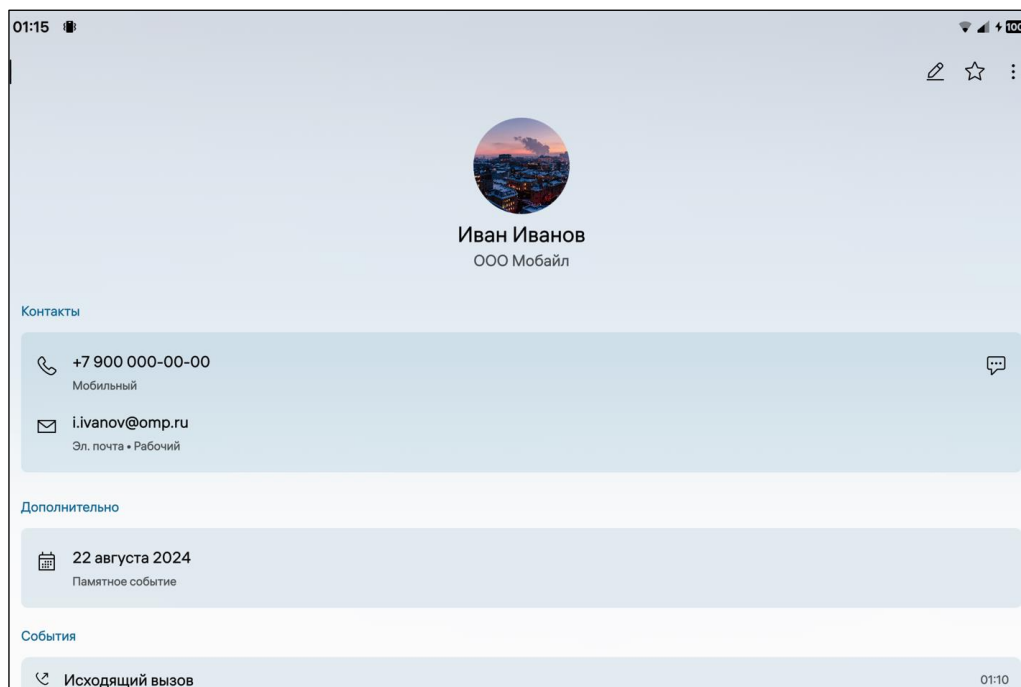 01:15
100
Иван Иванов
ООО Мобайл
Контакты
+7 900 000-00-00
Мобильный
i.ivanov@omp.ru
Эл. почта • Рабочий
Дополнительно
22 августа 2024
Памятное событие
События
Исходящий вызов 01:10